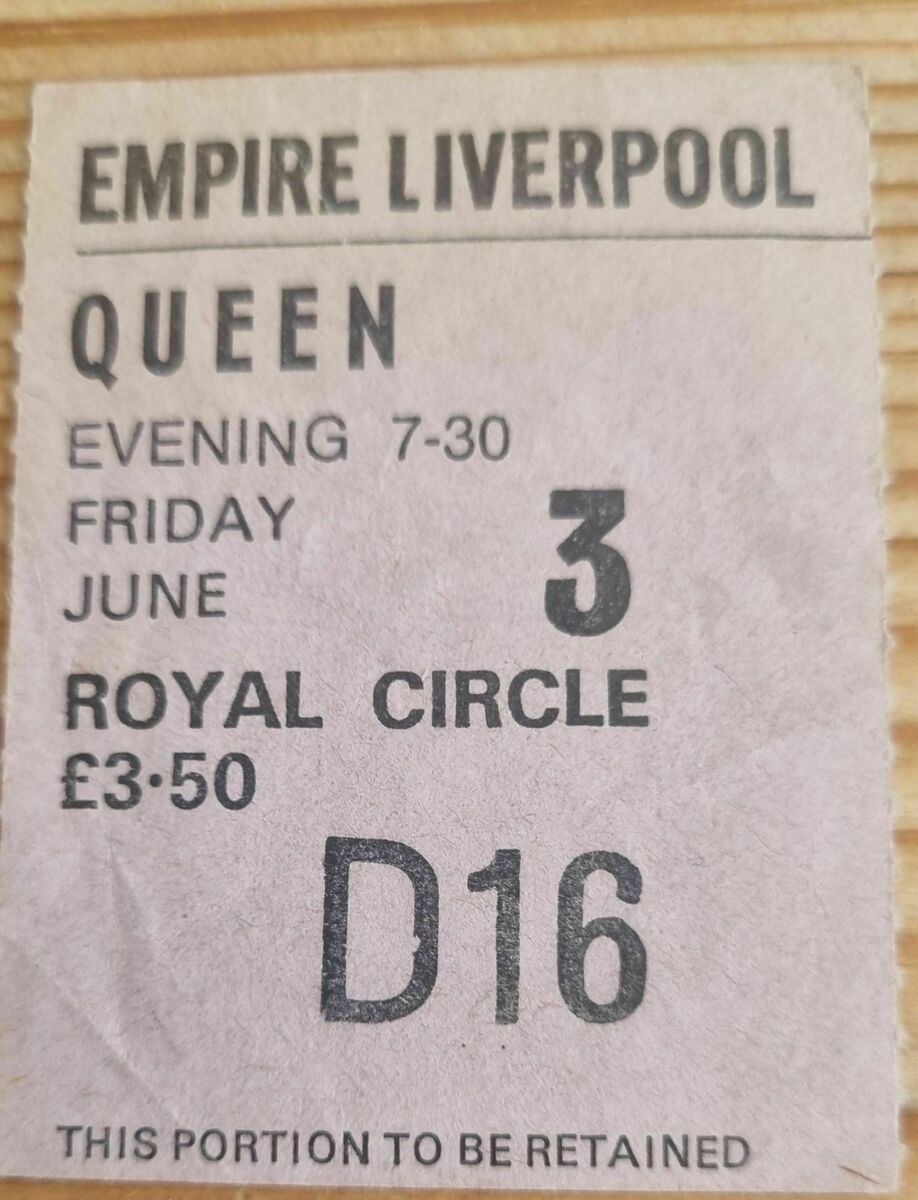 EMPIRE LIVERPOOL
QUEEN
EVENING 7-30
FRIDAY 3
JUNE
ROYAL CIRCLE
£3·50
D16
THIS PORTION TO BE RETAINED